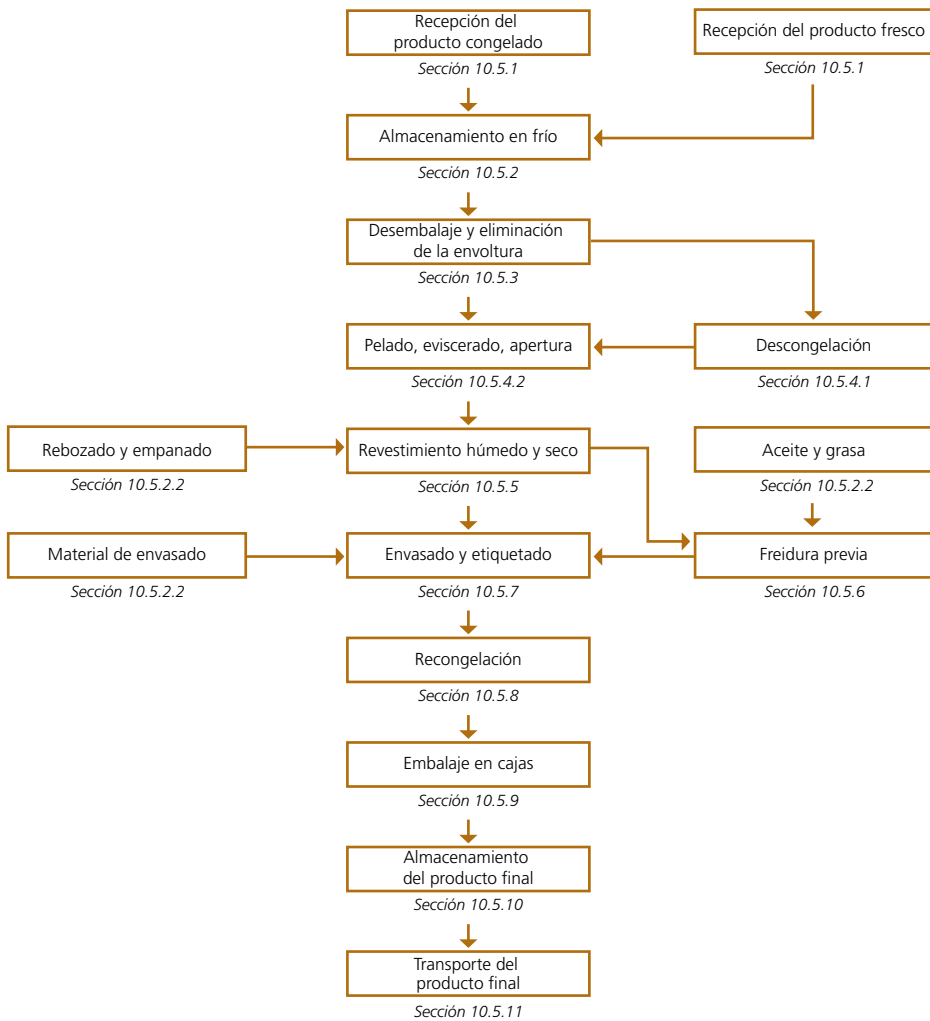 Recepción del
producto congelado
Sección 10.5.1
Recepción del producto fresco
Sección 10.5.1
Almacenamiento en frío
Sección 10.5.2
Desembalaje y eliminación
de la envoltura
Sección 10.5.3
Pelado, eviscerado, apertura
Sección 10.5.4.2
Descongelación
Sección 10.5.4.1
Rebozado y empanado
Sección 10.5.2.2
Revestimiento húmedo y seco
Sección 10.5.5
Aceite y grasa
Sección 10.5.2.2
Material de envasado
Sección 10.5.2.2
Envasado y etiquetado
Sección 10.5.7
Freidura previa
Sección 10.5.6
Recongelación
Sección 10.5.8
Embalaje en cajas
Sección 10.5.9
Almacenamiento
del producto final
Sección 10.5.10
Transporte del
producto final
Sección 10.5.11